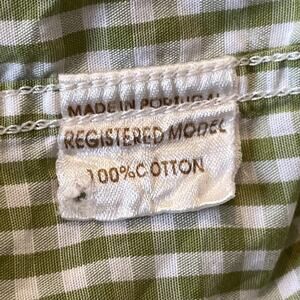 MADE IN PORTUGAL
REGISTERED MODEL
100%COTTON